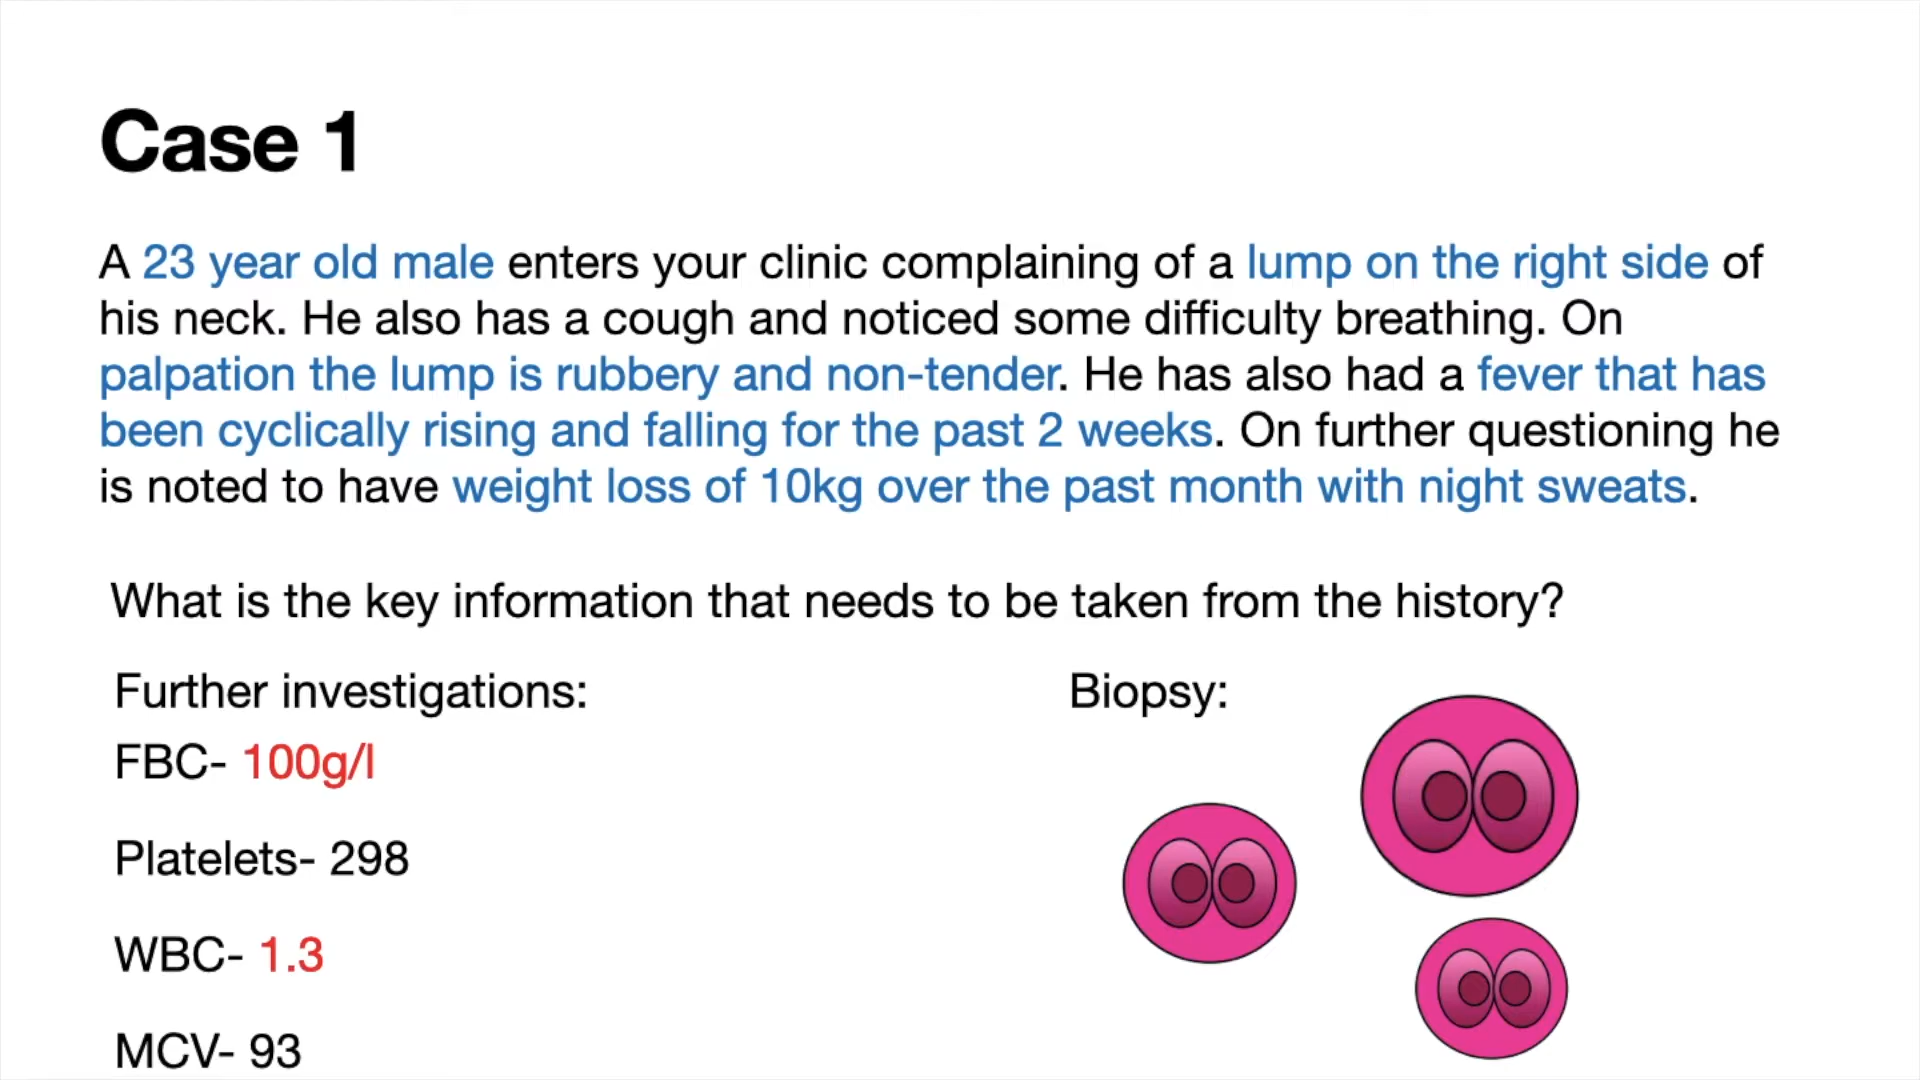 Case 1
A 23 year old male enters your clinic complaining of a lump on the right side of
his neck. He also has a cough and noticed some difficulty breathing. On
palpation the lump is rubbery and non-tender. He has also had a fever that has
been cyclically rising and falling for the past 2 weeks. On further questioning he
is noted to have weight loss of 10kg over the past month with night sweats.
What is the key information that needs to be taken from the history?
Further investigations:
FBC- 100g/l
Platelets- 298
WBC- 1.3
MCV- 93
Biopsy: